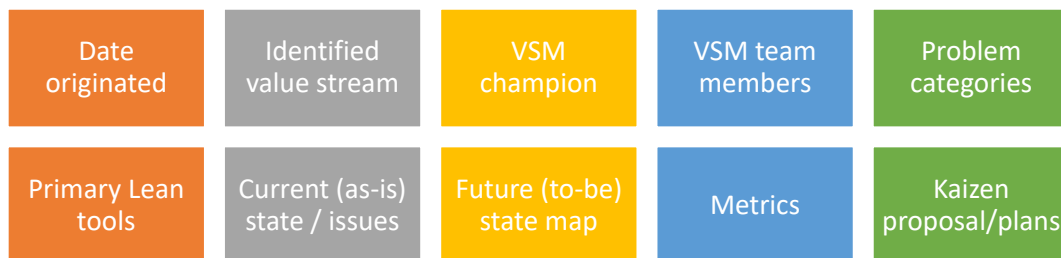 Date
originated
Identified
value stream
VSM
champion
VSM team
members
Problem
categories
Primary Lean
tools
Current (as-is)
state / issues
Future (to-be)
state map
Metrics
Kaizen
proposal/plans